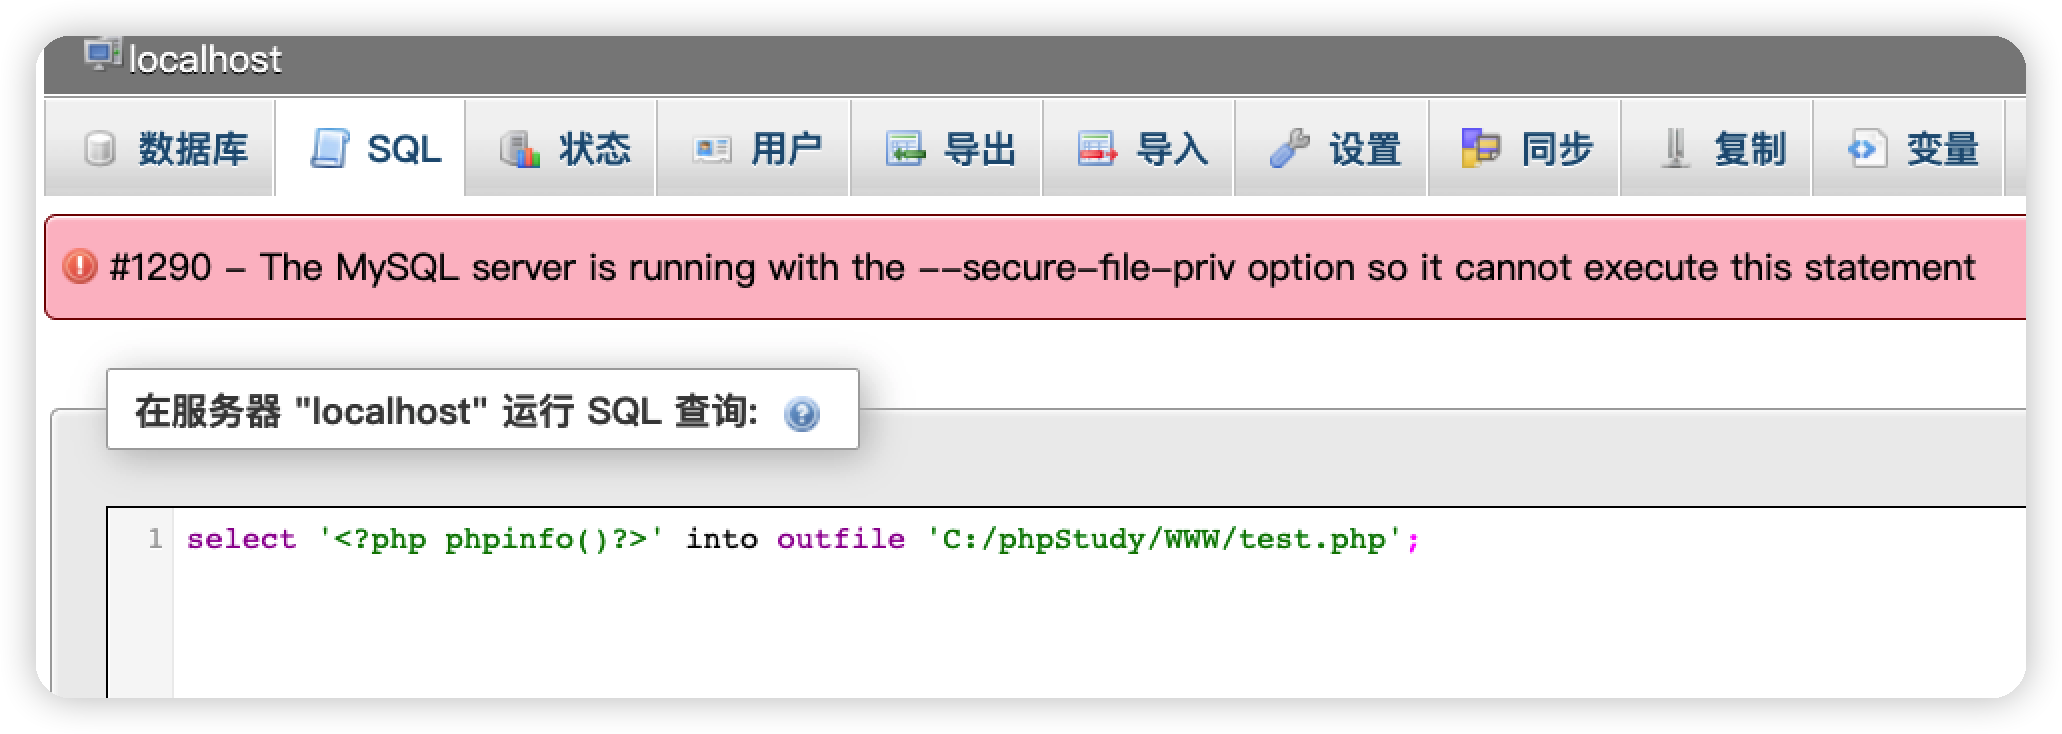 localhost
数据库 SQL 状态 用户 导出 导入 设置 同步 复制 变量
#1290 - The MySQL server is running with the --secure-file-priv option so it cannot execute this statement
在服务器 "localhost" 运行 SQL 查询:
1 select '<?php phpinfo()?>' into outfile 'C:/phpStudy/WWW/test.php';